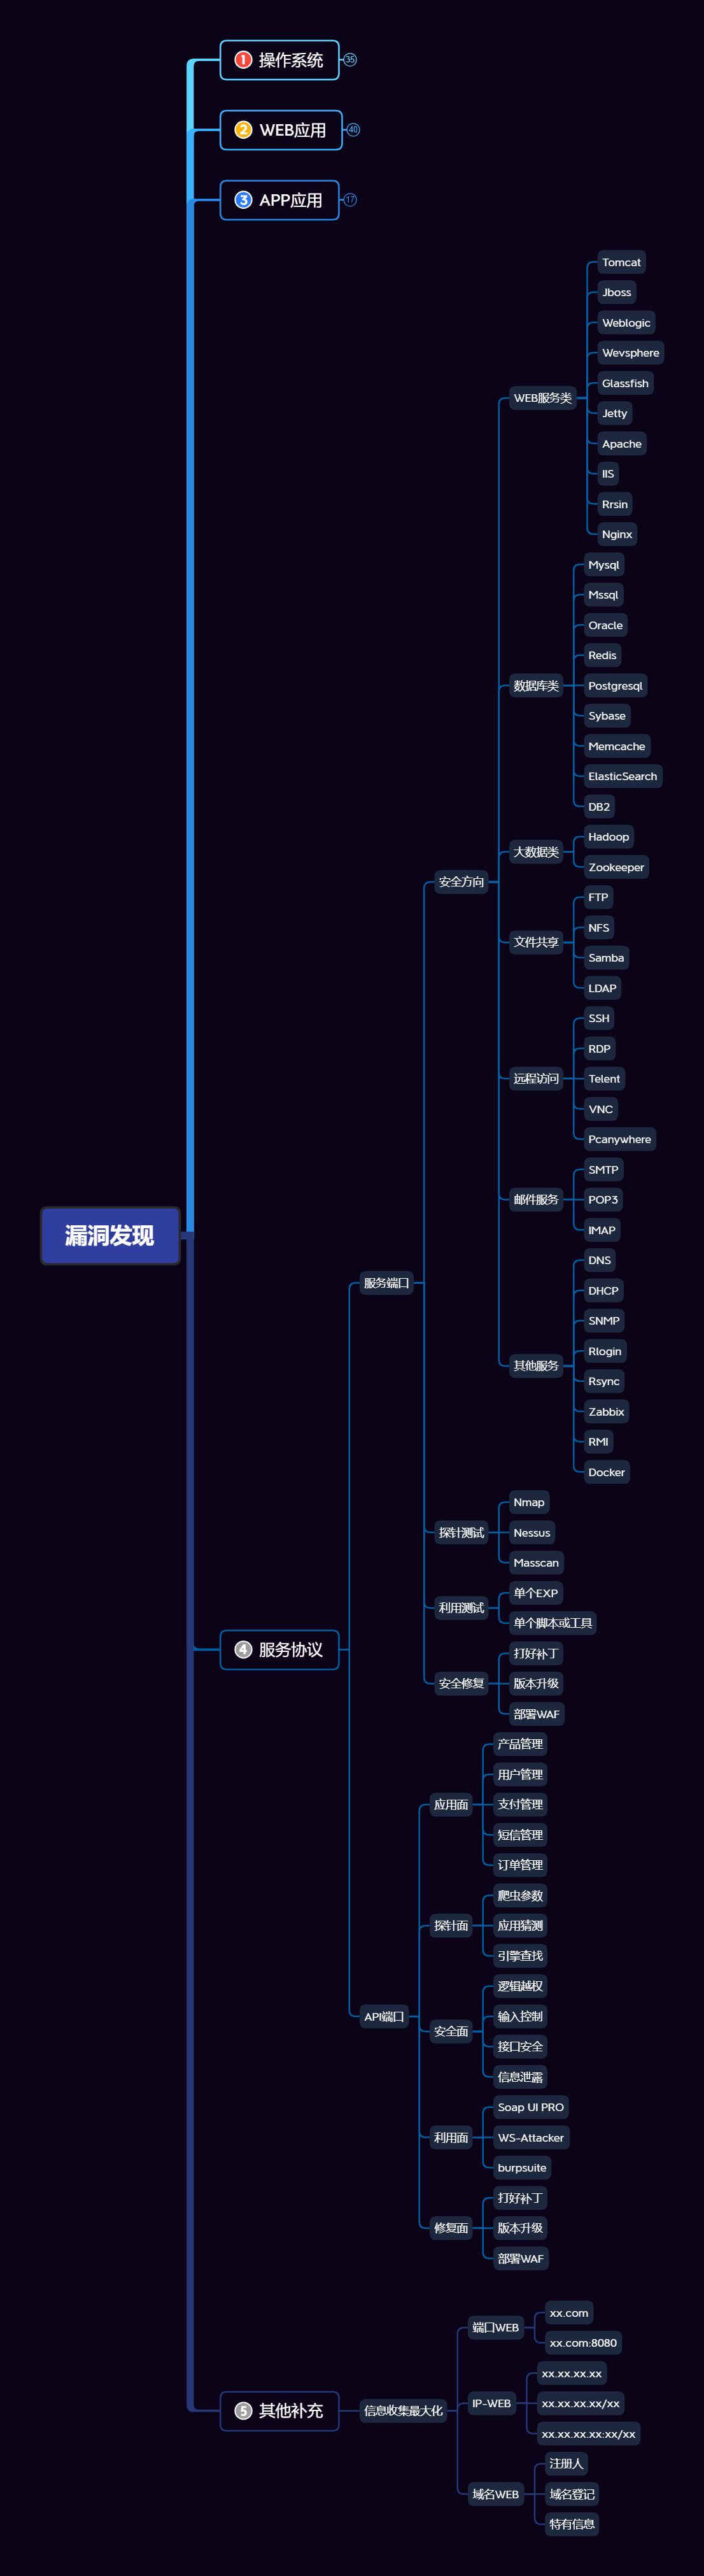 漏洞发现
1 操作系统 35
2 WEB应用 40
3 APP应用 17
4 服务协议
服务端口
安全方向
WEB服务类
Tomcat
Jboss
Weblogic
Wevsphere
Glassfish
Jetty
Apache
IIS
Rrsin
Nginx
数据库类
Mysql
Mssql
Oracle
Redis
Postgresql
Sybase
Memcache
ElasticSearch
DB2
大数据类
Hadoop
Zookeeper
文件共享
FTP
NFS
Samba
LDAP
远程访问
SSH
RDP
Telent
VNC
Pcanywhere
邮件服务
SMTP
POP3
IMAP
其他服务
DNS
DHCP
SNMP
Rlogin
Rsync
Zabbix
RMI
Docker
探针测试
Nmap
Nessus
Masscan
利用测试
单个EXP
单个脚本或工具
安全修复
打好补丁
版本升级
部署WAF
API端口
应用面
产品管理
用户管理
支付管理
短信管理
订单管理
探针面
爬虫参数
应用猜测
引擎查找
安全面
逻辑越权
输入控制
接口安全
信息泄露
利用面
Soap UI PRO
WS-Attacker
burpsuite
修复面
打好补丁
版本升级
部署WAF
5 其他补充
信息收集最大化
端口WEB
xx.com
xx.com:8080
IP-WEB
xx.xx.xx.xx
xx.xx.xx.xx/xx
xx.xx.xx.xx:xx/xx
域名WEB
注册人
域名登记
特有信息